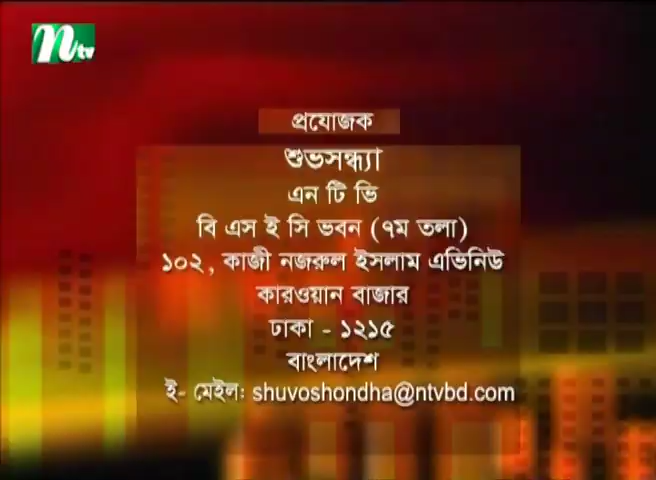 ntv
প্রযোজক
শুভসন্ধ্যা
এন টি ভি
বি এস ই সি ভবন (৭ম তলা)
১০২, কাজী নজরুল ইসলাম এভিনিউ
কারওয়ান বাজার
ঢাকা - ১২১৫
বাংলাদেশ
ই- মেইল: shuvoshondha@ntvbd.com